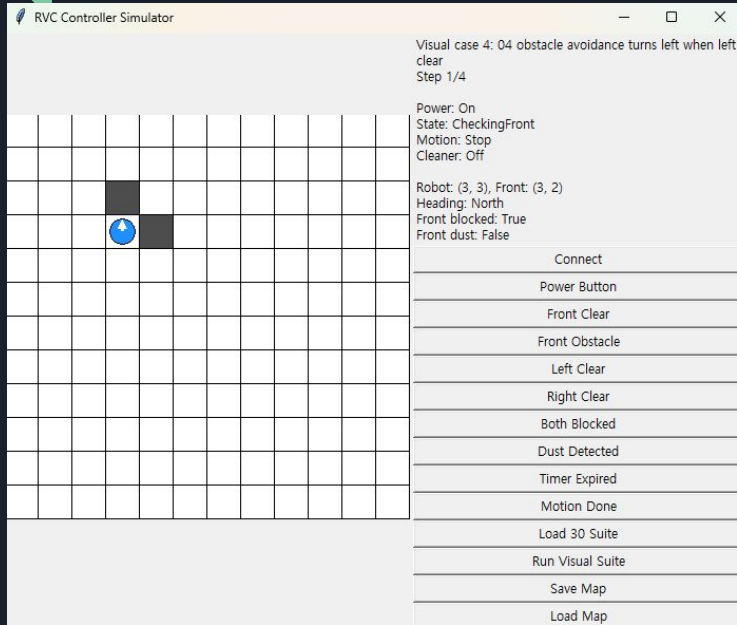 RVC Controller Simulator
Visual case 4: 04 obstacle avoidance turns left when left
clear
Step 1/4
Power: On
State: CheckingFront
Motion: Stop
Cleaner: Off
Robot: (3, 3), Front: (3, 2)
Heading: North
Front blocked: True
Front dust: False
Connect
Power Button
Front Clear
Front Obstacle
Left Clear
Right Clear
Both Blocked
Dust Detected
Timer Expired
Motion Done
Load 30 Suite
Run Visual Suite
Save Map
Load Map